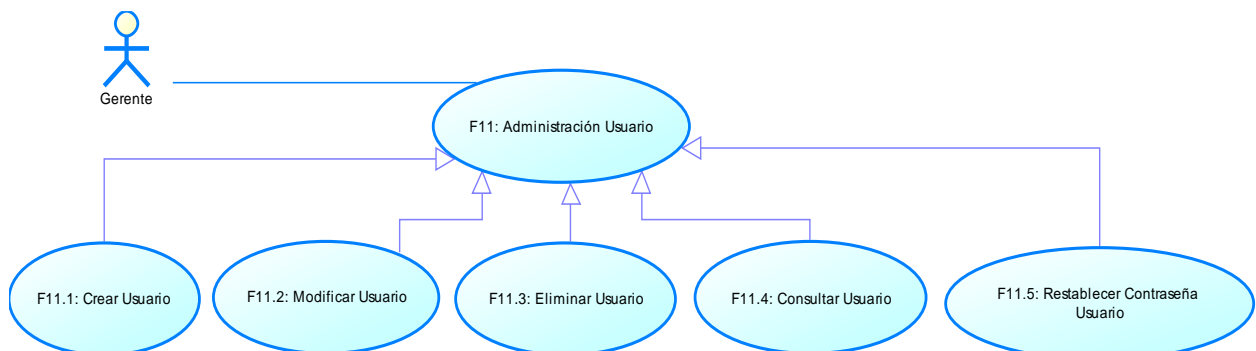 Gerente
F11: Administración Usuario
F11.1: Crear Usuario
F11.2: Modificar Usuario
F11.3: Eliminar Usuario
F11.4: Consultar Usuario
F11.5: Restablecer Contraseña
Usuario